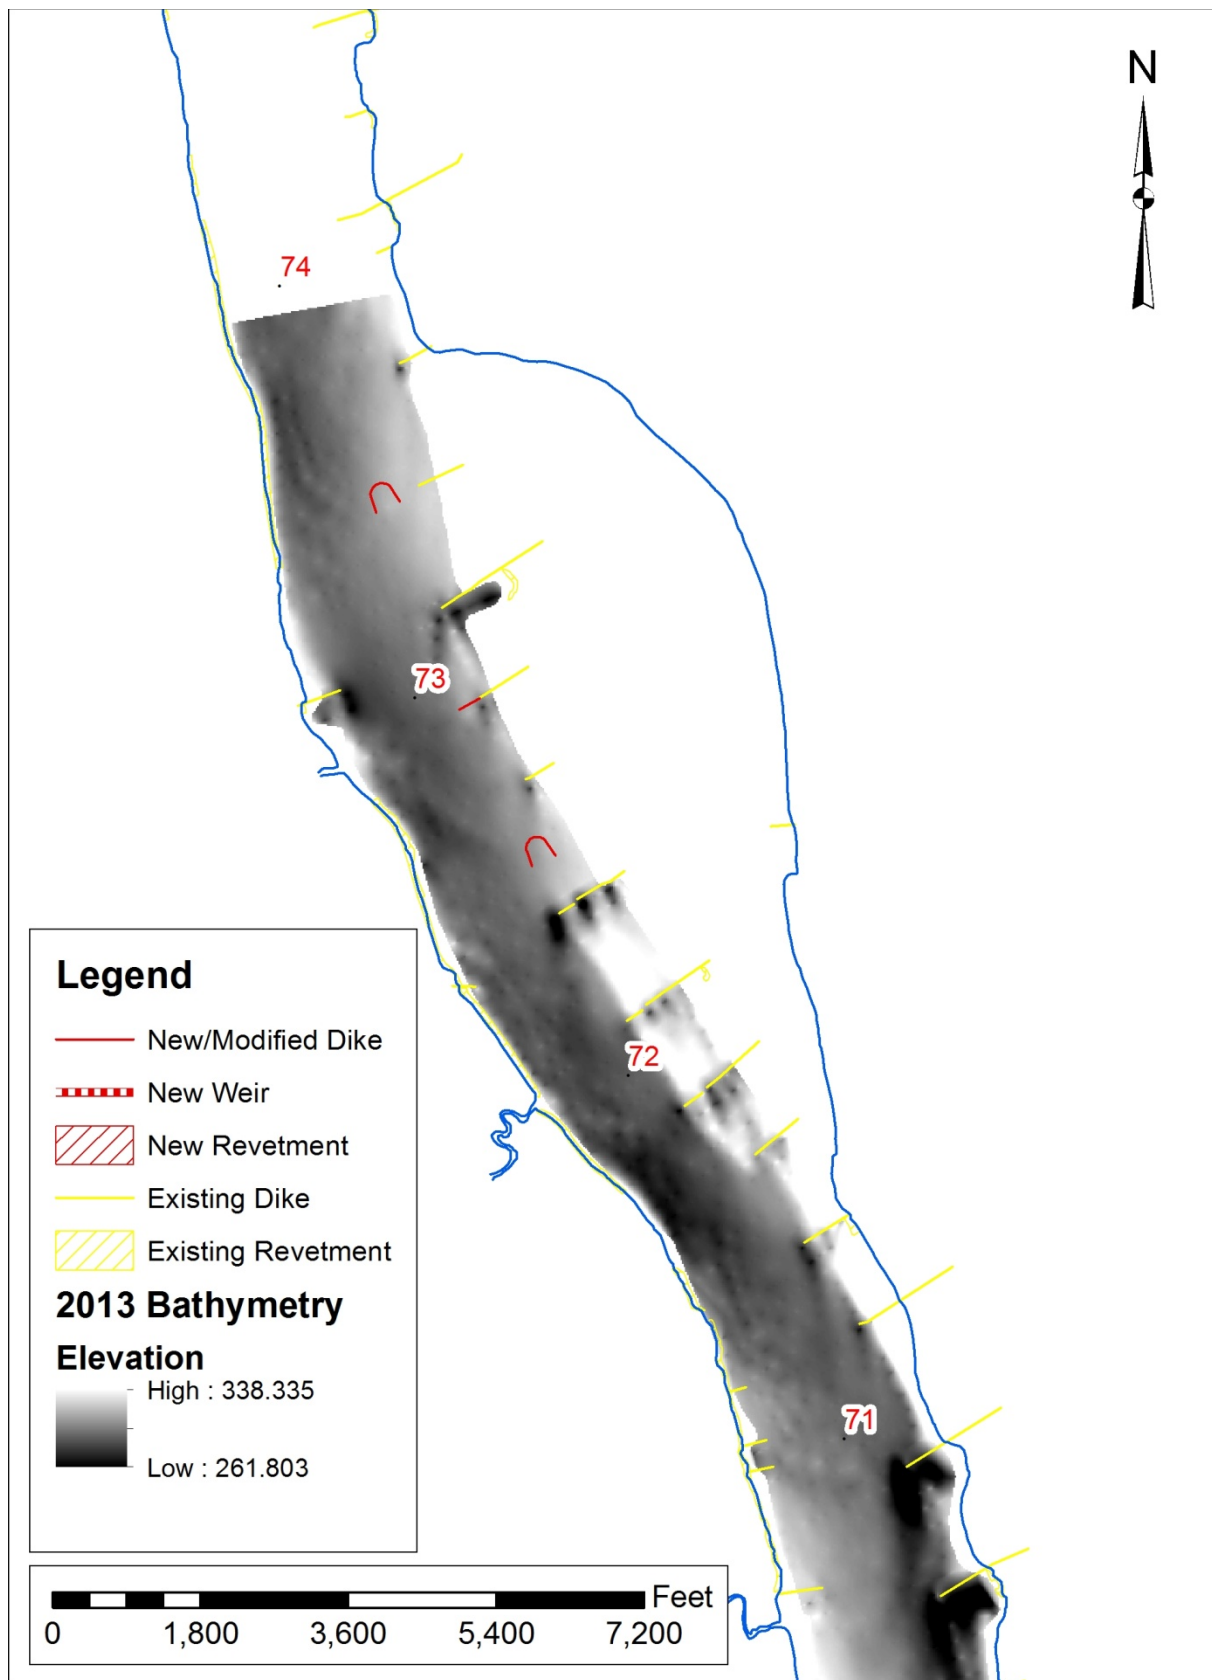 N
74
73
72
71
Legend
New/Modified Dike
New Weir
New Revetment
Existing Dike
Existing Revetment
2013 Bathymetry
Elevation
High : 338.335
Low : 261.803
Feet
0 1,800 3,600 5,400 7,200